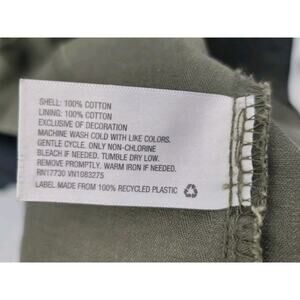 SHELL: 100% COTTON
LINING: 100% COTTON
EXCLUSIVE OF DECORATION
MACHINE WASH COLD WITH LIKE COLORS.
GENTLE CYCLE. ONLY NON-CHLORINE
BLEACH IF NEEDED. TUMBLE DRY LOW.
REMOVE PROMPTLY. WARM IRON IF NEEDED.
RN17730 VN1083275
LABEL MADE FROM 100% RECYCLED PLASTIC